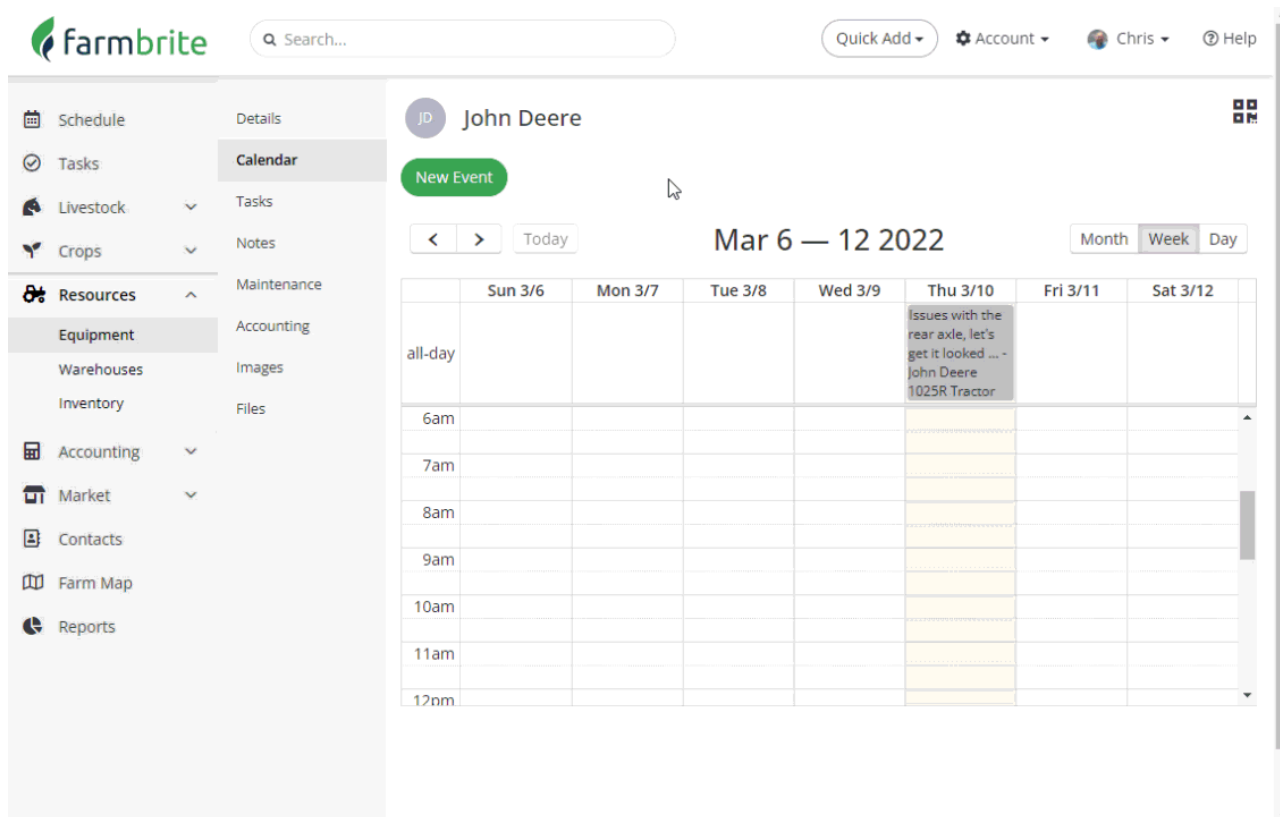 farmbrite
Search...
Quick Add
Account
Chris
Help
Schedule
Tasks
Livestock
Crops
Resources
Equipment
Warehouses
Inventory
Accounting
Market
Contacts
Farm Map
Reports
Details
Calendar
Tasks
Notes
Maintenance
Accounting
Images
Files
JD
John Deere
New Event
Today
Mar 6 — 12 2022
Month Week Day
Sun 3/6 Mon 3/7 Tue 3/8 Wed 3/9 Thu 3/10 Fri 3/11 Sat 3/12
all-day
Issues with the
rear axle, let's
get it looked ... -
John Deere
1025R Tractor
6am
7am
8am
9am
10am
11am
12pm